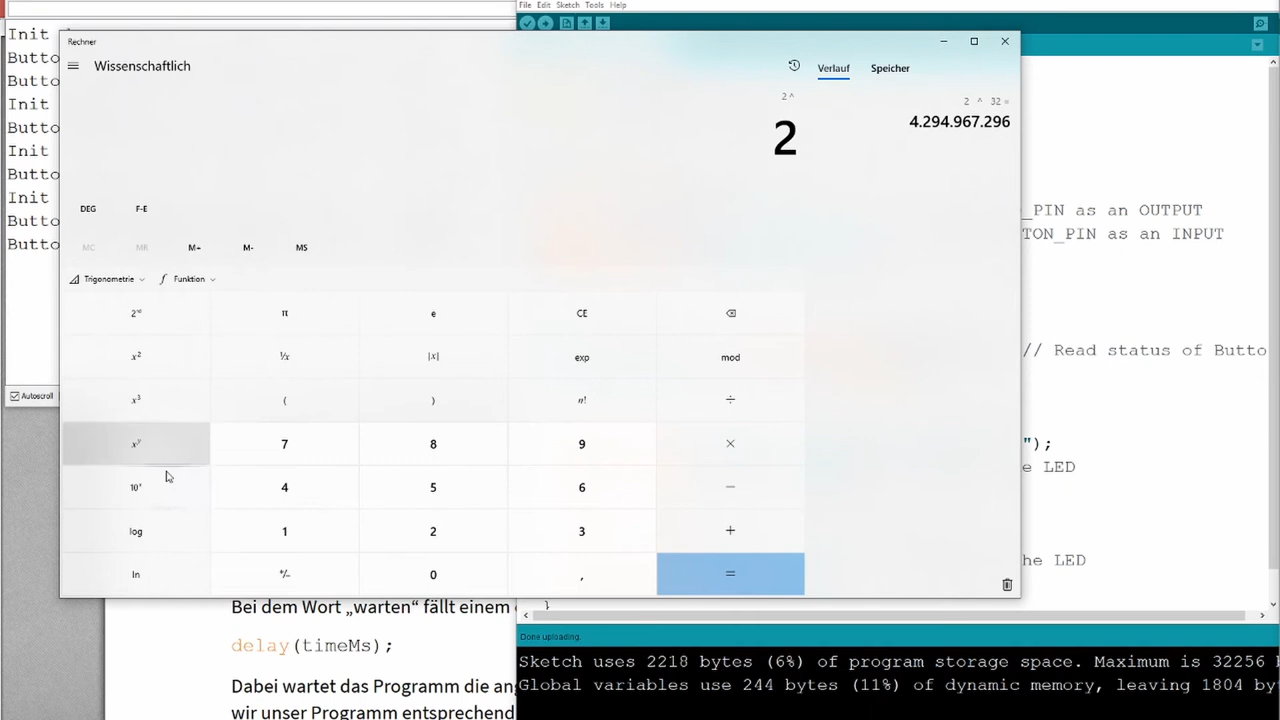 File Edit Sketch Tools Help
Rechner
Wissenschaftlich
Verlauf Speicher
2 ^
2
2 ^ 32 =
4.294.967.296
DEG F-E
MC MR M+ M- MS
Trigonometrie Funktion
2ⁿᵈ π e CE
x² ¹/x |x| exp mod
x³ ( ) n! ÷
xʸ 7 8 9 ×
10ˣ 4 5 6 −
log 1 2 3 +
ln +/− 0 , =
Init
Butto
Butto
Init
Butto
Init
Butto
Init
Butto
Butto
Autoscroll
_PIN as an OUTPUT
TON_PIN as an INPUT
// Read status of Butto
");
e LED
he LED
}
Bei dem Wort „warten“ fällt einem
delay(timeMs);
Dabei wartet das Programm die an
wir unser Programm entsprechend
Done uploading.
Sketch uses 2218 bytes (6%) of program storage space. Maximum is 32256
Global variables use 244 bytes (11%) of dynamic memory, leaving 1804 by